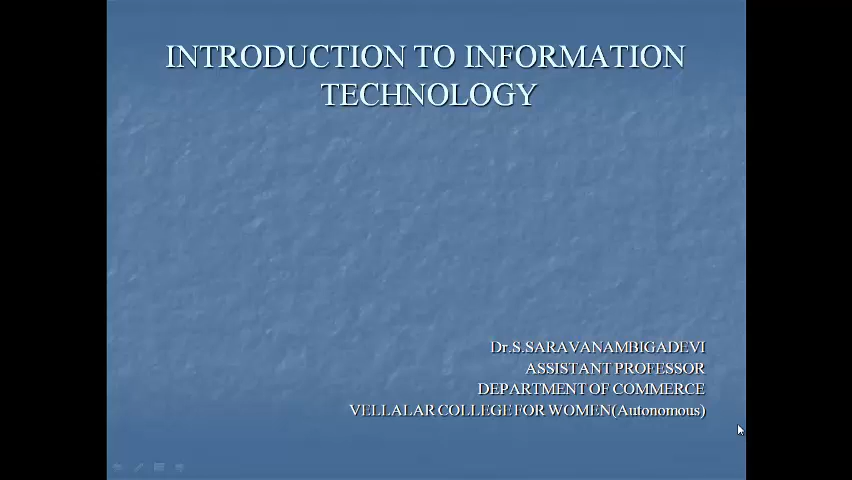 INTRODUCTION TO INFORMATION
TECHNOLOGY
Dr.S.SARAVANAMBIGADEVI
ASSISTANT PROFESSOR
DEPARTMENT OF COMMERCE
VELLALAR COLLEGE FOR WOMEN(Autonomous)